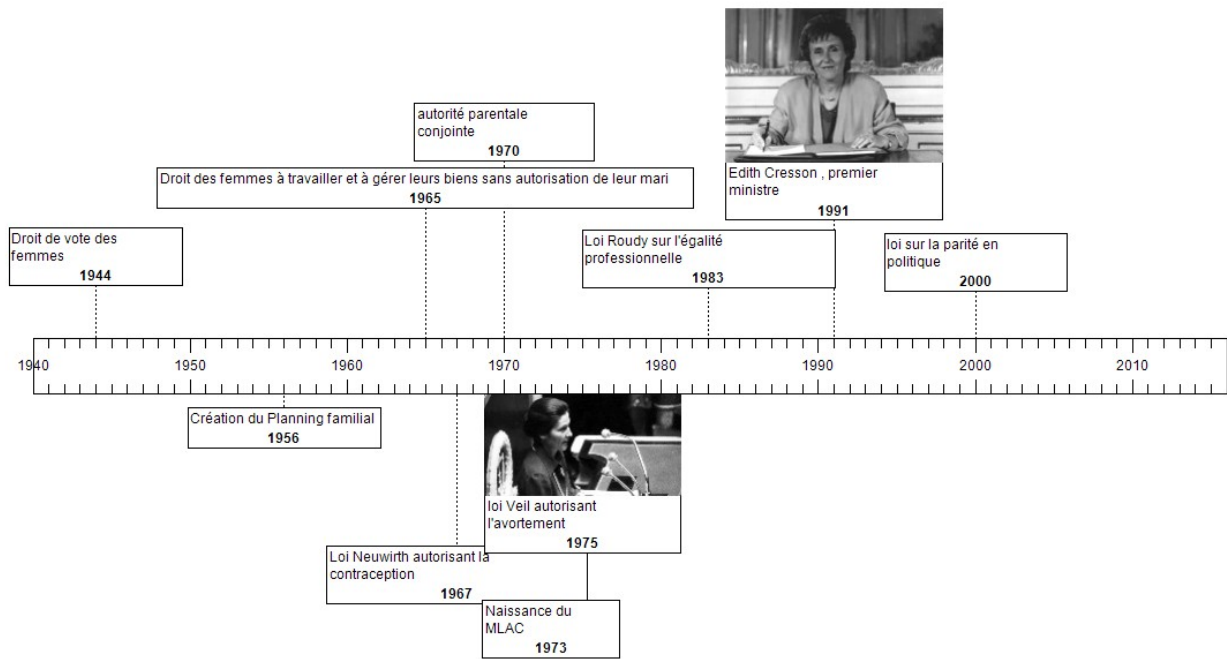 autorité parentale
conjointe
1970
Droit des femmes à travailler et à gérer leurs biens sans autorisation de leur mari
1965
Edith Cresson , premier
ministre
1991
Droit de vote des
femmes
1944
Loi Roudy sur l'égalité
professionnelle
1983
loi sur la parité en
politique
2000
1940 1950 1960 1970 1980 1990 2000 2010
Création du Planning familial
1956
loi Veil autorisant
l'avortement
1975
Loi Neuwirth autorisant la
contraception
1967
Naissance du
MLAC
1973